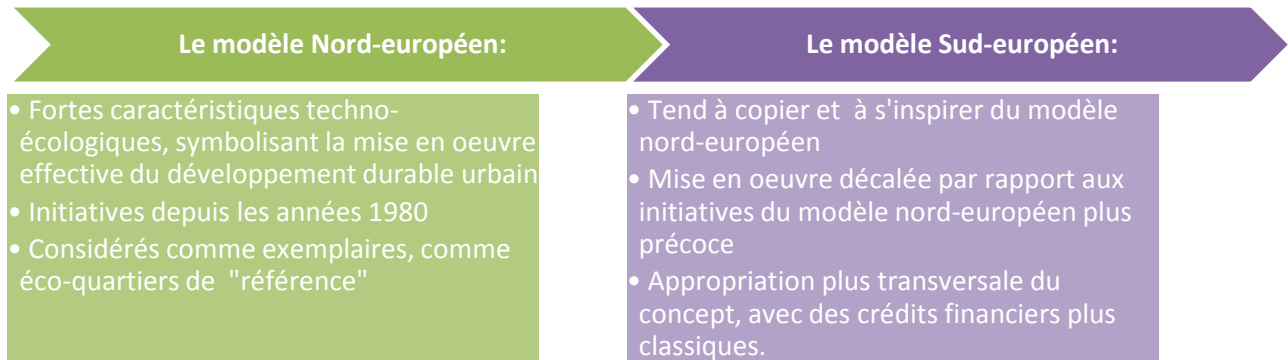 Le modèle Nord-européen:
• Fortes caractéristiques techno-
écologiques, symbolisant la mise en oeuvre
effective du développement durable urbain
• Initiatives depuis les années 1980
• Considérés comme exemplaires, comme
éco-quartiers de "référence"
Le modèle Sud-européen:
• Tend à copier et à s'inspirer du modèle
nord-européen
• Mise en oeuvre décalée par rapport aux
initiatives du modèle nord-européen plus
précoce
• Appropriation plus transversale du
concept, avec des crédits financiers plus
classiques.